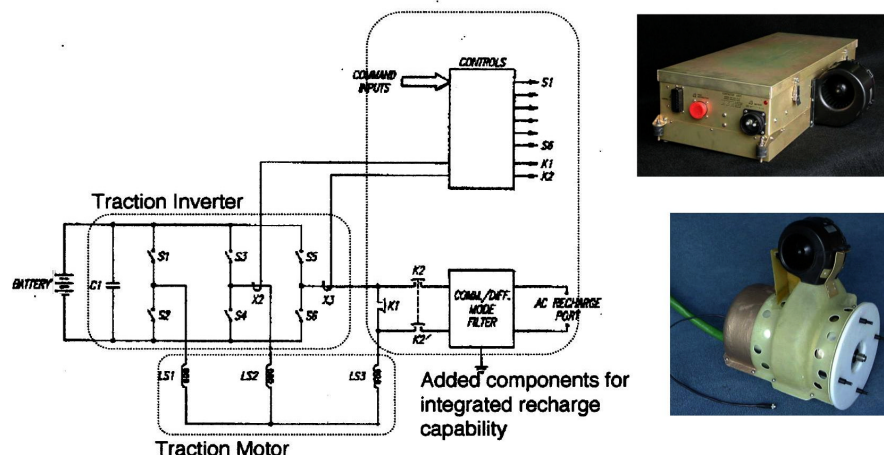 CONTROLS
COMMAND
INPUTS
S1
S6
K1
K2
Traction Inverter
BATTERY
C1
S1
S3
S5
X2
X3
S2
S4
S6
K2
K1
K2'
COMM./DIFF.
MODE
FILTER
AC RECHARGE
PORT
LS1
LS2
LS3
Added components for
integrated recharge
capability
Traction Motor